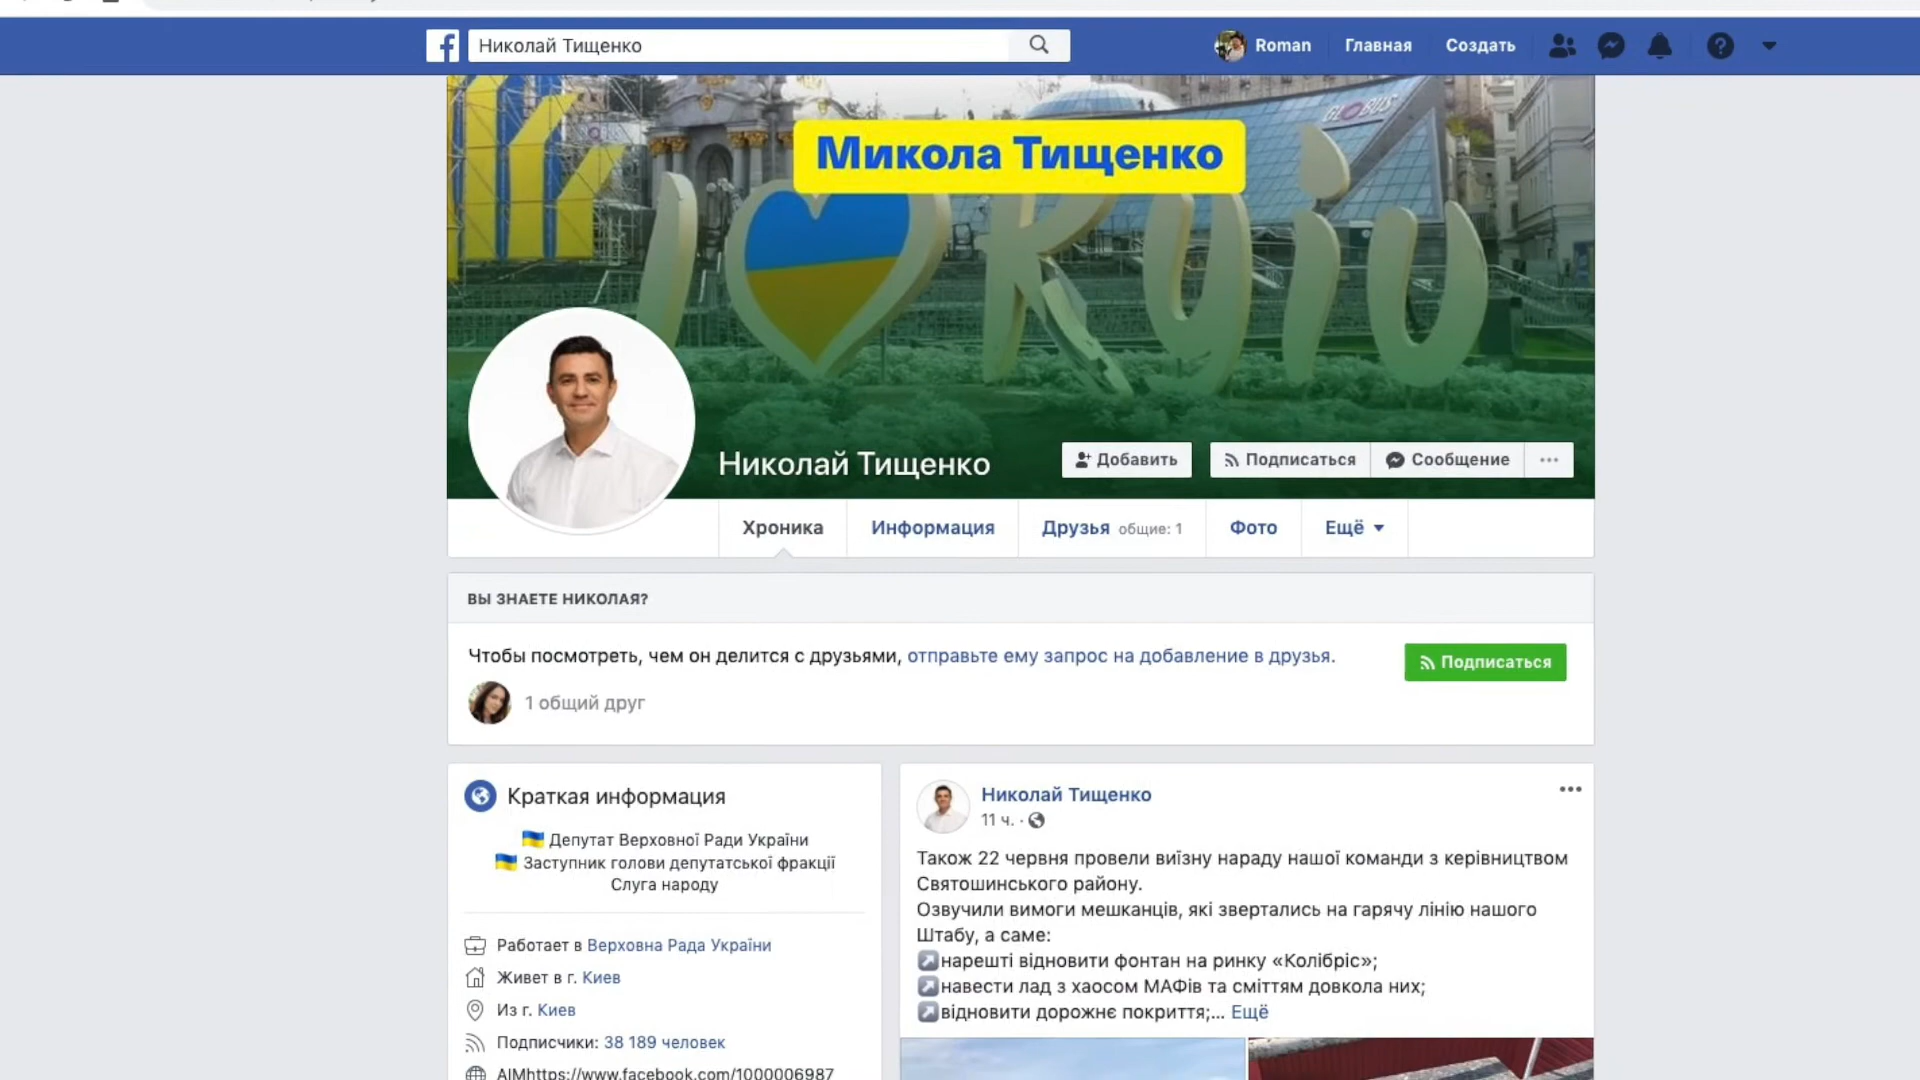 Николай Тищенко
Roman
Главная
Создать
GLOBUS
Микола Тищенко
I Kyiv
Николай Тищенко
Добавить
Подписаться
Сообщение
Хроника
Информация
Друзья общие: 1
Фото
Ещё
ВЫ ЗНАЕТЕ НИКОЛАЯ?
Чтобы посмотреть, чем он делится с друзьями, отправьте ему запрос на добавление в друзья.
Подписаться
1 общий друг
Краткая информация
🇺🇦 Депутат Верховної Ради України
🇺🇦 Заступник голови депутатської фракції
Слуга народу
Работает в Верховна Рада України
Живет в г. Киев
Из г. Киев
Подписчики: 38 189 человек
AIMhttps://www.facebook.com/1000006987
Николай Тищенко
11 ч. ·
Також 22 червня провели виїзну нараду нашої команди з керівництвом
Святошинського району.
Озвучили вимоги мешканців, які звертались на гарячу лінію нашого
Штабу, а саме:
↗нарешті відновити фонтан на ринку «Колібріс»;
↗навести лад з хаосом МАФів та сміттям довкола них;
↗відновити дорожнє покриття;... Ещё